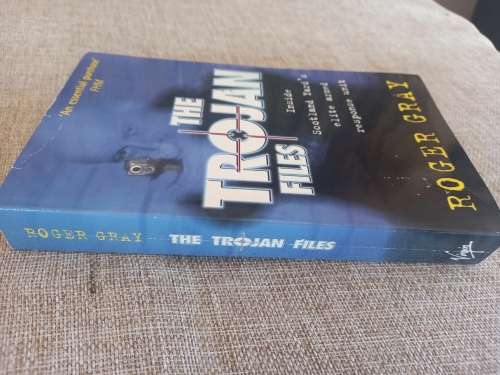 'An essential purchase'
FHM
THE
TROJAN
FILES
Inside
Scotland Yard's
elite armed
response unit
ROGER GRAY
ROGER GRAY THE TROJAN FILES Virgin